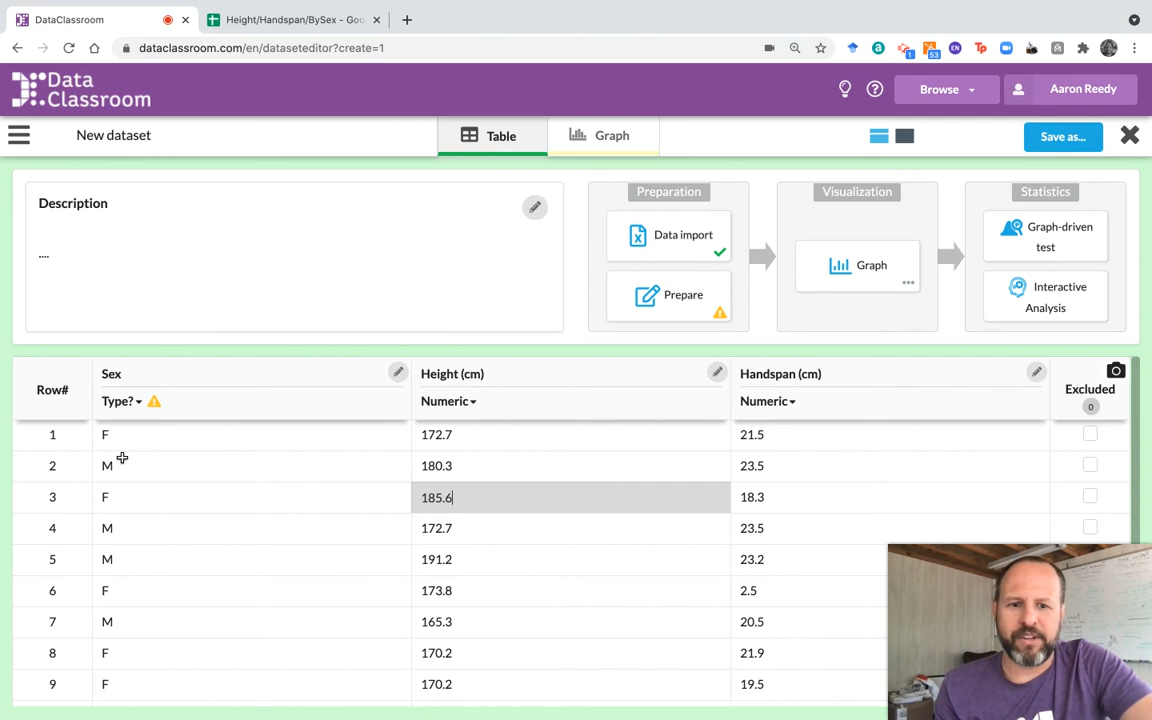 DataClassroom
Height/Handspan/BySex - Goo
dataclassroom.com/en/dataseteditor?create=1
Data
Classroom
Browse
Aaron Reedy
New dataset
Table
Graph
Save as...
Description
....
Preparation
Data import
Prepare
Visualization
Graph
Statistics
Graph-driven
test
Interactive
Analysis
Row#
Sex
Type?
Height (cm)
Numeric
Handspan (cm)
Numeric
Excluded
0
1 F 172.7 21.5
2 M 180.3 23.5
3 F 185.6 18.3
4 M 172.7 23.5
5 M 191.2 23.2
6 F 173.8 2.5
7 M 165.3 20.5
8 F 170.2 21.9
9 F 170.2 19.5